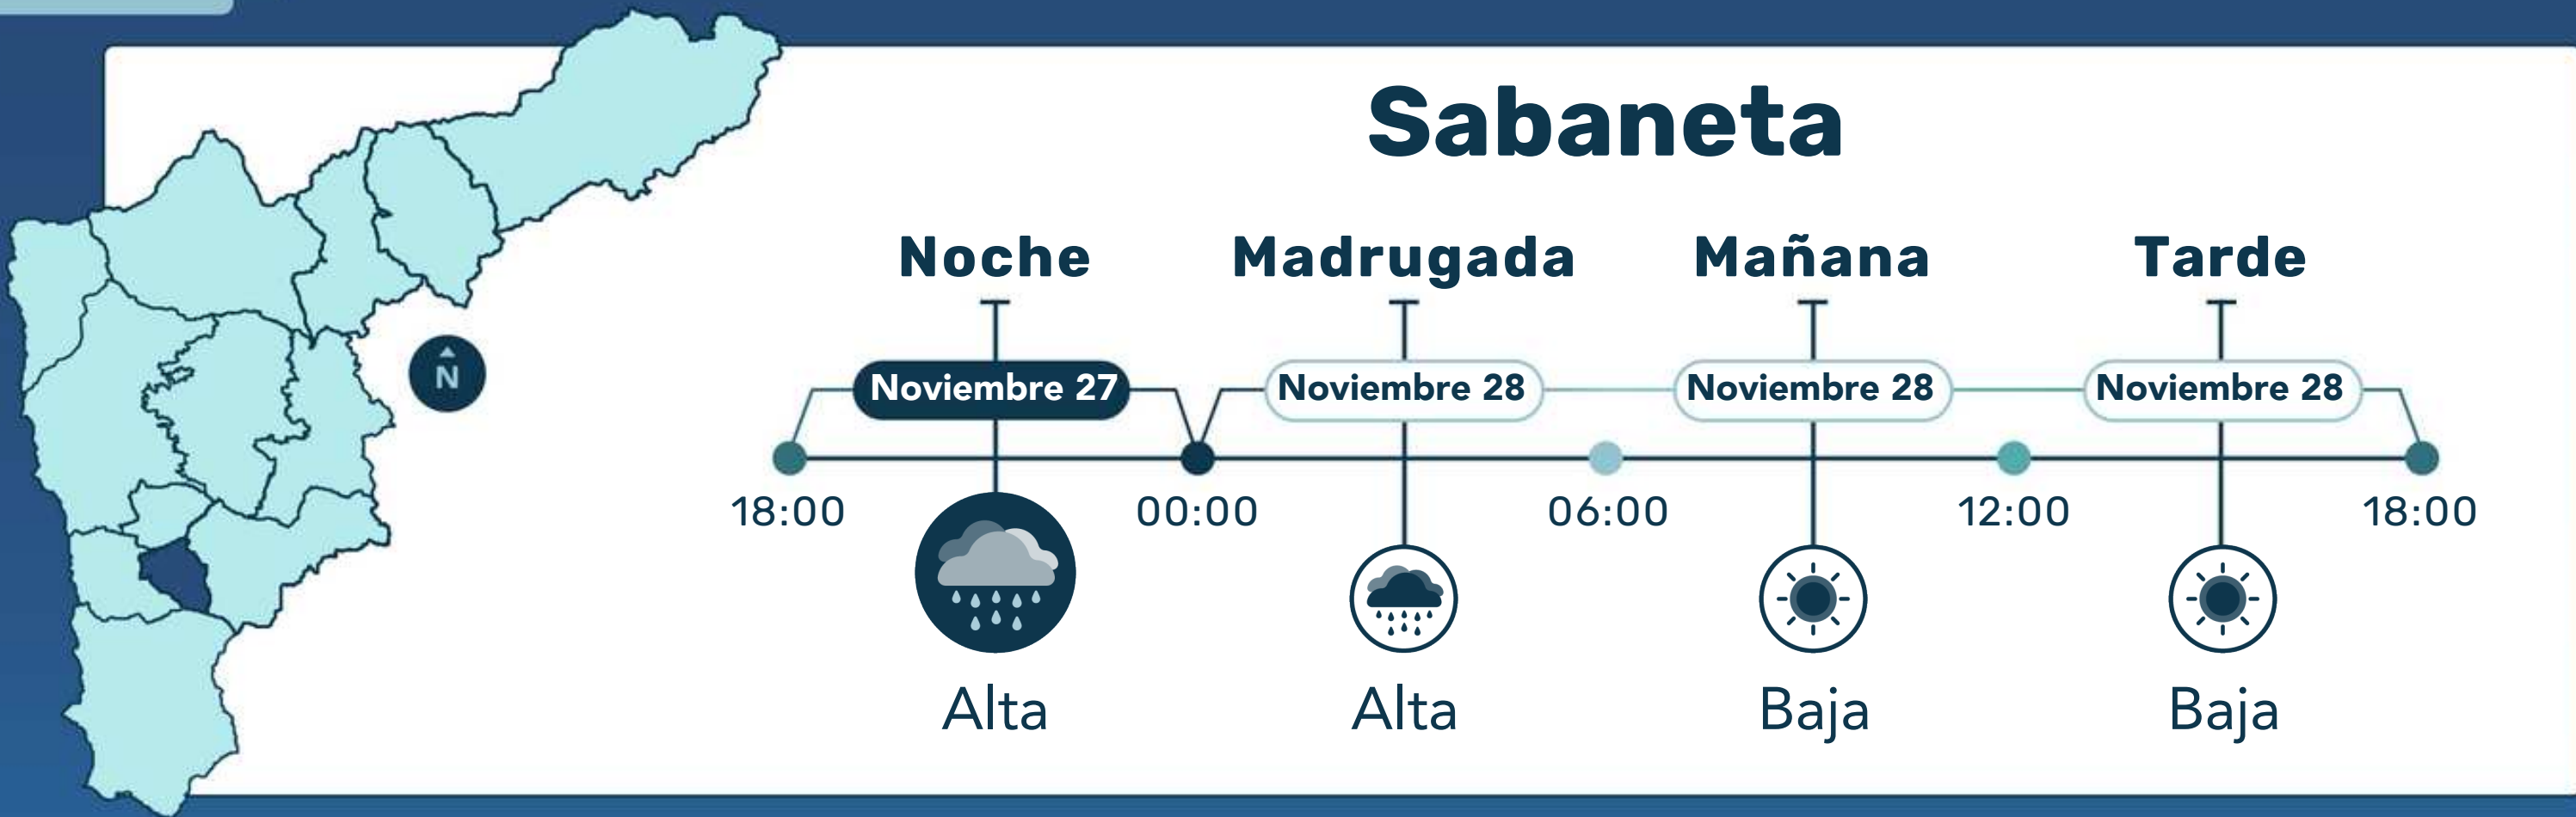 Sabaneta
Noche Madrugada Mañana Tarde
Noviembre 27 Noviembre 28 Noviembre 28 Noviembre 28
N
18:00 00:00 06:00 12:00 18:00
Alta Alta Baja Baja